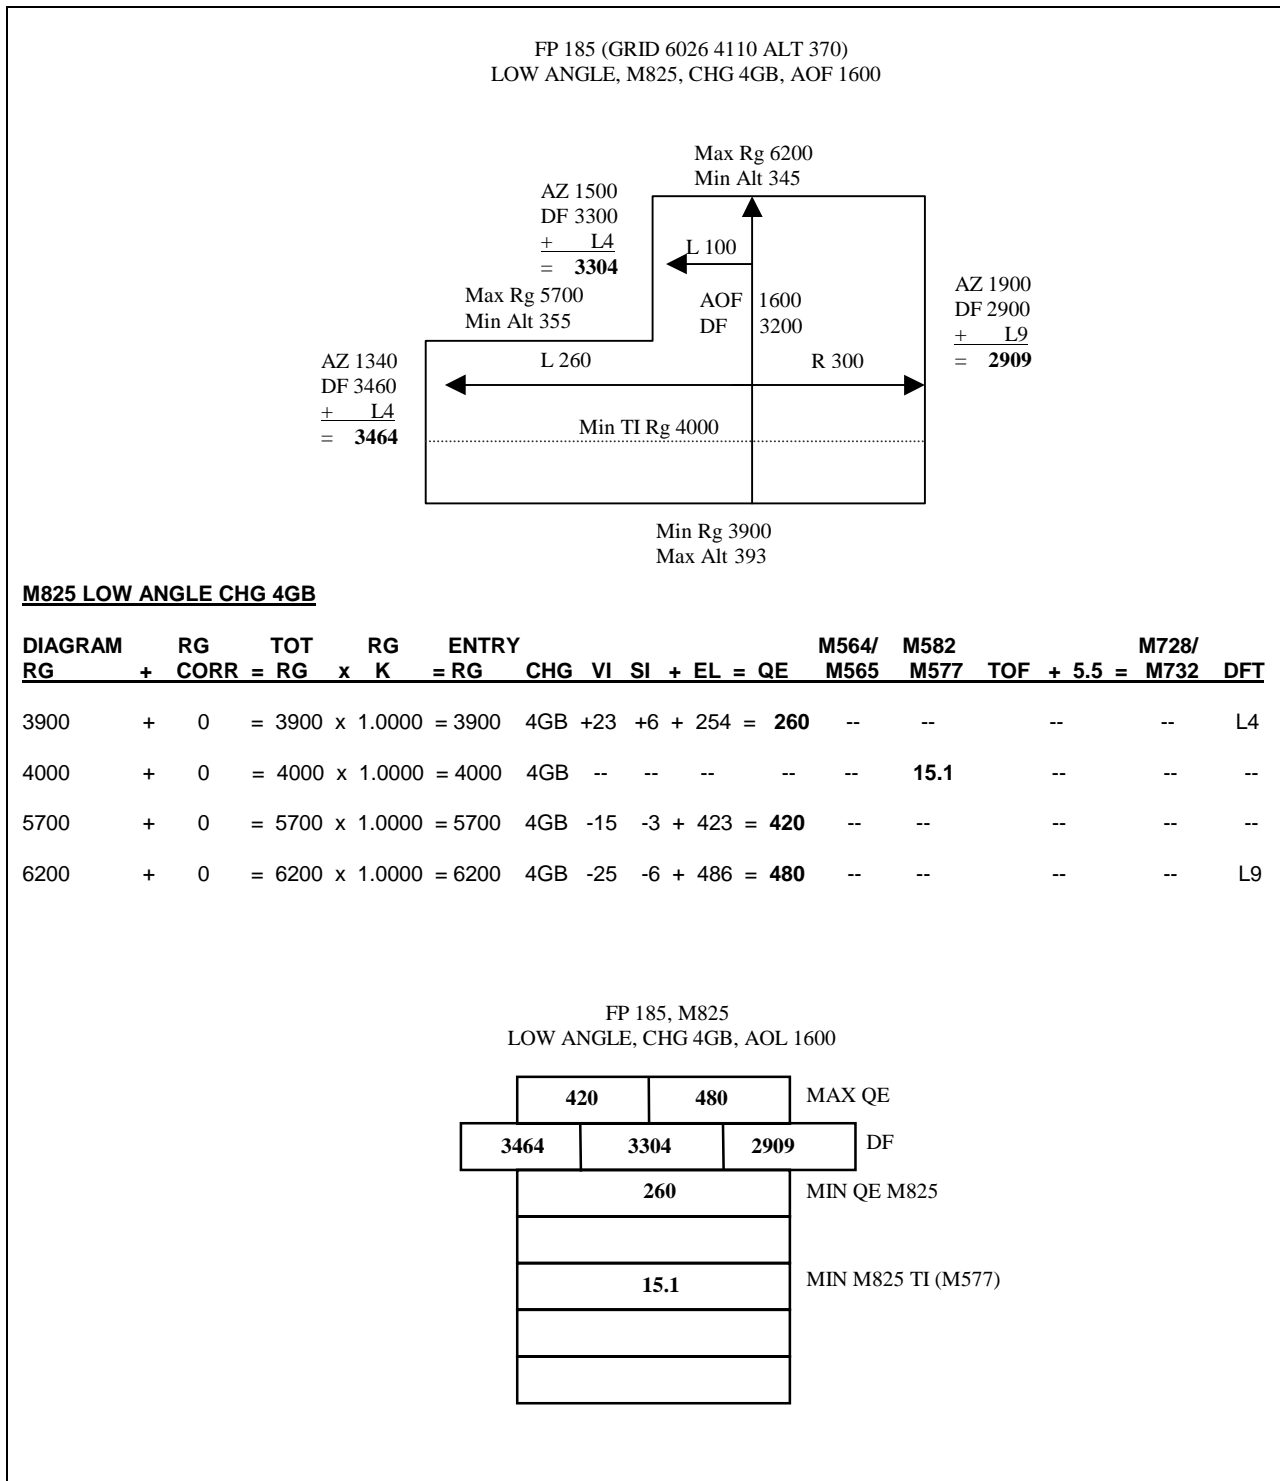 FP 185 (GRID 6026 4110 ALT 370)
LOW ANGLE, M825, CHG 4GB, AOF 1600
Max Rg 6200
Min Alt 345
AZ 1500
DF 3300
+ L4
= 3304
L 100
Max Rg 5700
Min Alt 355
AOF 1600
DF 3200
AZ 1900
DF 2900
+ L9
= 2909
AZ 1340
DF 3460
+ L4
= 3464
L 260
R 300
Min TI Rg 4000
Min Rg 3900
Max Alt 393
M825 LOW ANGLE CHG 4GB
DIAGRAM RG TOT RG ENTRY M564/ M582 M728/
RG + CORR = RG x K = RG CHG VI SI + EL = QE M565 M577 TOF + 5.5 = M732 DFT
3900 + 0 = 3900 x 1.0000 = 3900 4GB +23 +6 + 254 = 260 -- -- -- -- L4
4000 + 0 = 4000 x 1.0000 = 4000 4GB -- -- -- -- -- 15.1 -- -- --
5700 + 0 = 5700 x 1.0000 = 5700 4GB -15 -3 + 423 = 420 -- -- -- -- --
6200 + 0 = 6200 x 1.0000 = 6200 4GB -25 -6 + 486 = 480 -- -- -- -- L9
FP 185, M825
LOW ANGLE, CHG 4GB, AOL 1600
420 480 MAX QE
3464 3304 2909 DF
260 MIN QE M825
15.1 MIN M825 TI (M577)